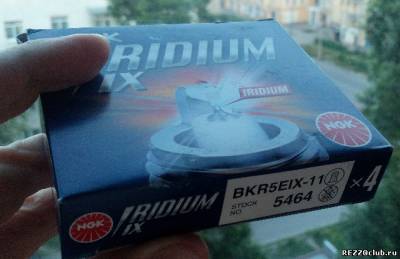 IRIDIUM
IX
IRIDIUM
NGK
BKR5EIX-11
STOCK NO. 5464
×4
NGK
IRIDIUM
IX
REZZOclub.ru